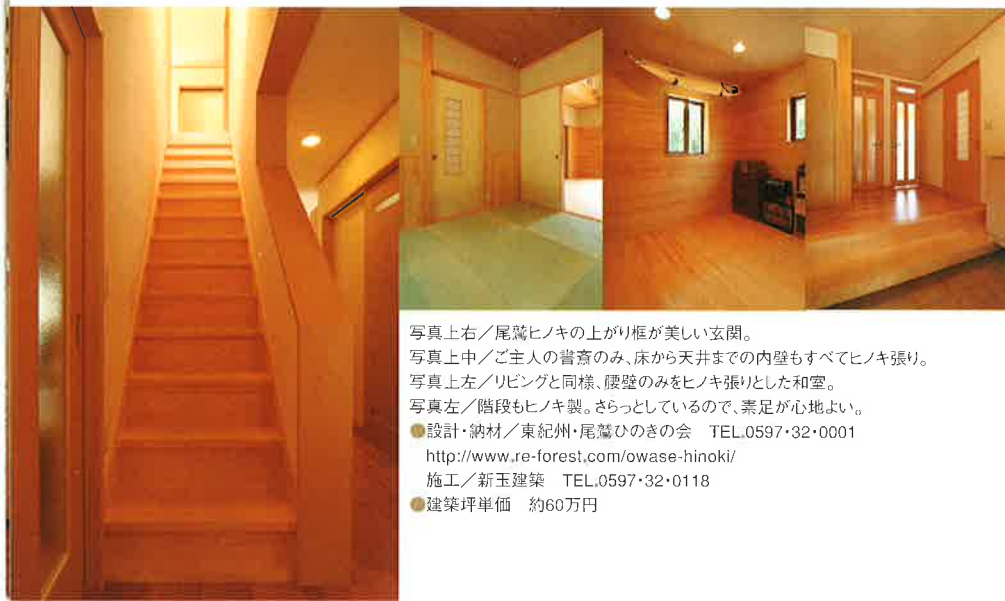 写真上右／尾鷲ヒノキの上がり框が美しい玄関。
写真上中／ご主人の書斎のみ、床から天井までの内壁もすべてヒノキ張り。
写真上左／リビングと同様、腰壁のみをヒノキ張りとした和室。
写真左／階段もヒノキ製。さらっとしているので、素足が心地よい。
●設計・納材／東紀州・尾鷲ひのきの会　TEL.0597・32・0001
http://www.re-forest.com/owase-hinoki/
施工／新玉建築　TEL.0597・32・0118
●建築坪単価　約60万円